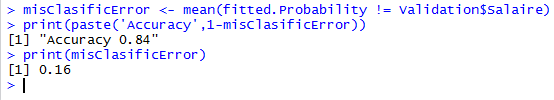 > misClasificError <- mean(fitted.Probability != Validation$Salaire)
> print(paste('Accuracy',1-misClasificError))
[1] "Accuracy 0.84"
> print(misClasificError)
[1] 0.16
>